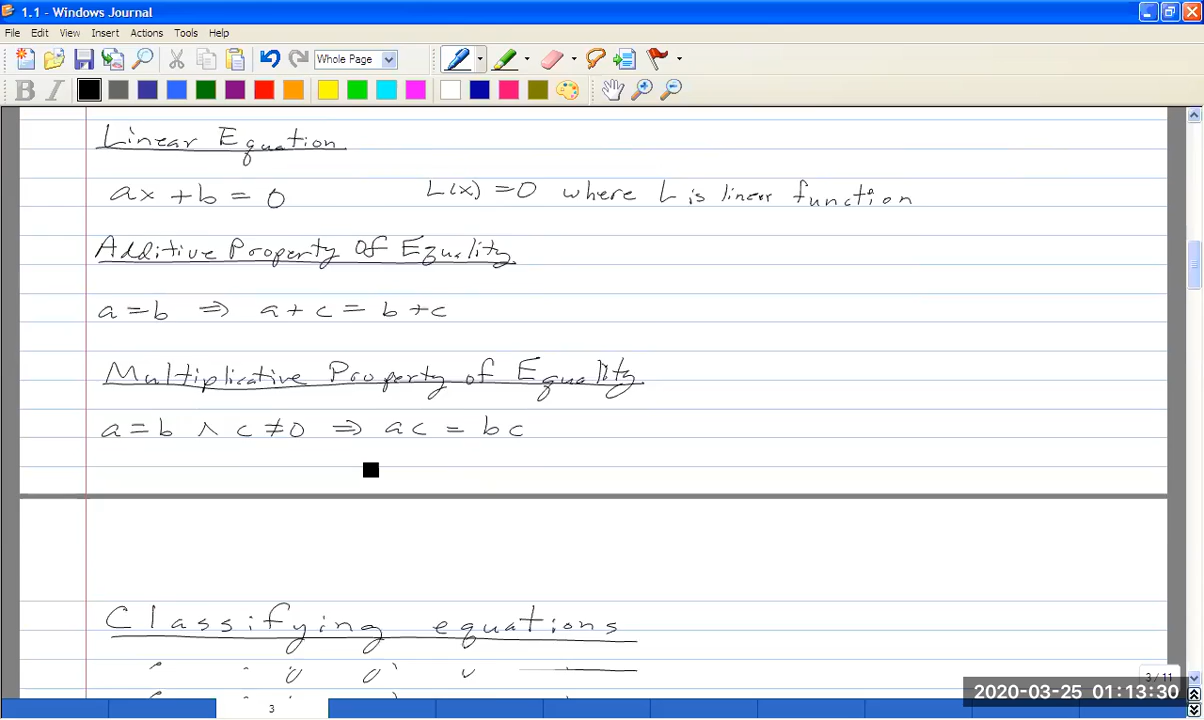 1.1 - Windows Journal
File Edit View Insert Actions Tools Help
Whole Page
B I
Linear Equation
ax + b = 0 L(x) = 0 where L is linear function
Additive Property Of Equality
a = b ⇒ a + c = b + c
Multiplicative Property of Equality
a = b ∧ c ≠ 0 ⇒ ac = bc
Classifying equations
3 / 11
2020-03-25 01:13:30
3